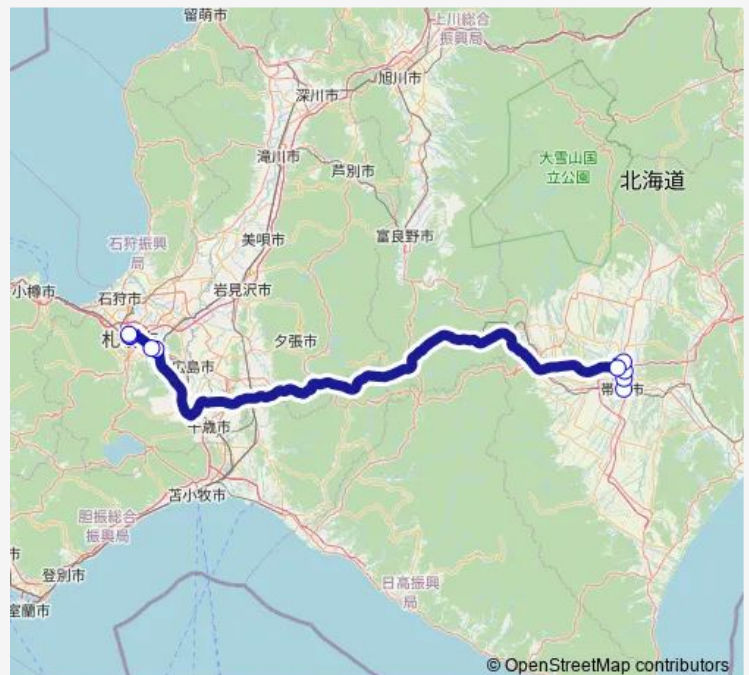 留萌市
上川総合
振興局
旭川市
深川市
滝川市
芦別市
大雪山国
立公園
北海道
美唄市
富良野市
石狩振興
局
小樽市
石狩市
岩見沢市
札
夕張市
広島市
帯
市
千歳市
苫小牧市
胆振総合
振興局
市
登別市
日高振興
局
室蘭市
© OpenStreetMap contributors